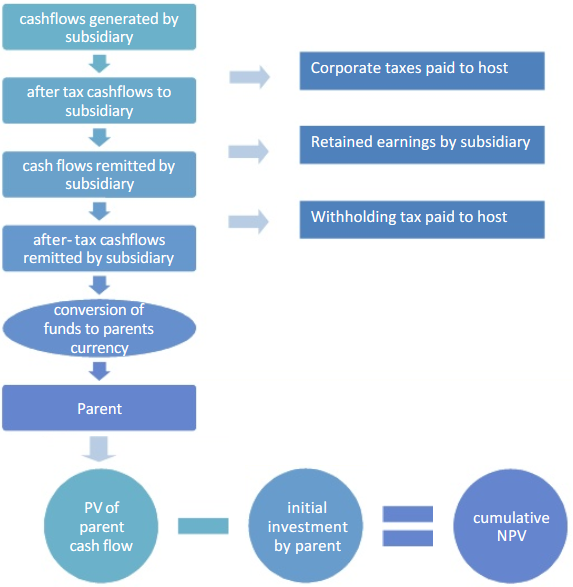 cashflows generated by
subsidiary
Corporate taxes paid to host
after tax cashflows to
subsidiary
Retained earnings by subsidiary
cash flows remitted by
subsidiary
Withholding tax paid to host
after- tax cashflows
remitted by subsidiary
conversion of
funds to parents
currency
Parent
PV of
parent
cash flow
initial
investment
by parent
cumulative
NPV